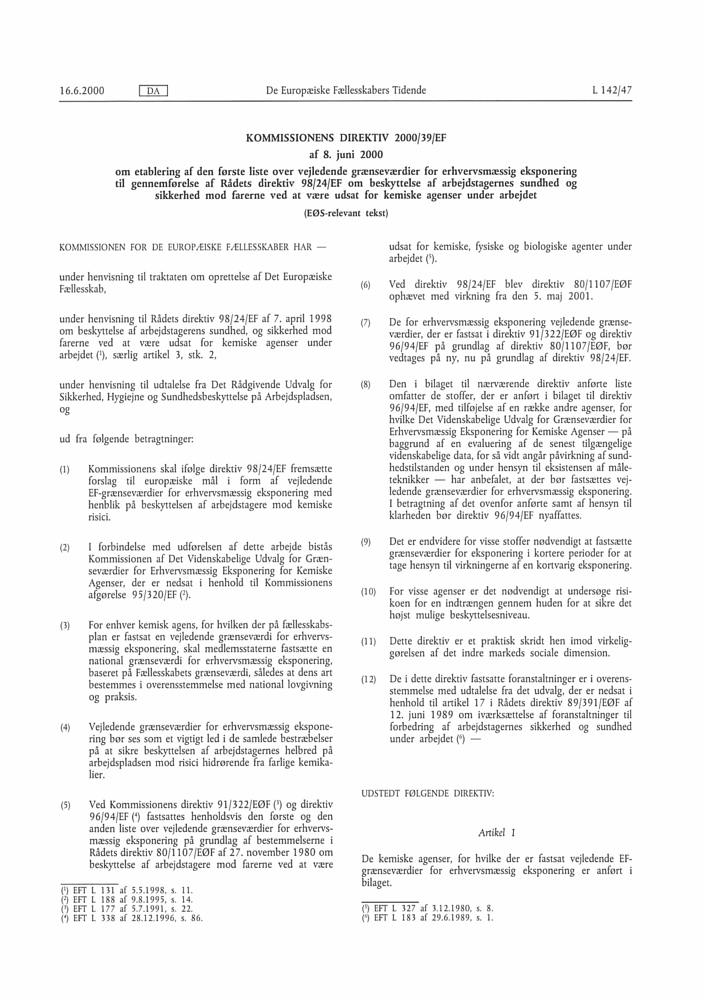 16.6.2000 DA De Europæiske Fællesskabers Tidende L 142/47
KOMMISSIONENS DIREKTIV 2000/39/EF
af 8. juni 2000
om etablering af den første liste over vejledende grænseværdier for erhvervsmæssig eksponering
til gennemførelse af Rådets direktiv 98/24/EF om beskyttelse af arbejdstagernes sundhed og
sikkerhed mod farerne ved at være udsat for kemiske agenser under arbejdet
(EØS-relevant tekst)
KOMMISSIONEN FOR DE EUROPÆISKE FÆLLESSKABER HAR —
under henvisning til traktaten om oprettelse af Det Europæiske
Fællesskab,
under henvisning til Rådets direktiv 98/24/EF af 7. april 1998
om beskyttelse af arbejdstagerens sundhed, og sikkerhed mod
farerne ved at være udsat for kemiske agenser under
arbejdet (¹), særlig artikel 3, stk. 2,
under henvisning til udtalelse fra Det Rådgivende Udvalg for
Sikkerhed, Hygiejne og Sundhedsbeskyttelse på Arbejdspladsen,
og
ud fra følgende betragtninger:
(1) Kommissionens skal ifølge direktiv 98/24/EF fremsætte
forslag til europæiske mål i form af vejledende
EF-grænseværdier for erhvervsmæssig eksponering med
henblik på beskyttelsen af arbejdstagere mod kemiske
risici.
(2) I forbindelse med udførelsen af dette arbejde bistås
Kommissionen af Det Videnskabelige Udvalg for Græn-
seværdier for Erhvervsmæssig Eksponering for Kemiske
Agenser, der er nedsat i henhold til Kommissionens
afgørelse 95/320/EF (²).
(3) For enhver kemisk agens, for hvilken der på fællesskabs-
plan er fastsat en vejledende grænseværdi for erhvervs-
mæssig eksponering, skal medlemsstaterne fastsætte en
national grænseværdi for erhvervsmæssig eksponering,
baseret på Fællesskabets grænseværdi, således at dens art
bestemmes i overensstemmelse med national lovgivning
og praksis.
(4) Vejledende grænseværdier for erhvervsmæssig ekspone-
ring bør ses som et vigtigt led i de samlede bestræbelser
på at sikre beskyttelsen af arbejdstagernes helbred på
arbejdspladsen mod risici hidrørende fra farlige kemika-
lier.
(5) Ved Kommissionens direktiv 91/322/EØF (³) og direktiv
96/94/EF (⁴) fastsattes henholdsvis den første og den
anden liste over vejledende grænseværdier for erhvervs-
mæssig eksponering på grundlag af bestemmelserne i
Rådets direktiv 80/1107/EØF af 27. november 1980 om
beskyttelse af arbejdstagere mod farerne ved at være
(¹) EFT L 131 af 5.5.1998, s. 11.
(²) EFT L 188 af 9.8.1995, s. 14.
(³) EFT L 177 af 5.7.1991, s. 22.
(⁴) EFT L 338 af 28.12.1996, s. 86.
udsat for kemiske, fysiske og biologiske agenter under
arbejdet (⁵).
(6) Ved direktiv 98/24/EF blev direktiv 80/1107/EØF
ophævet med virkning fra den 5. maj 2001.
(7) De for erhvervsmæssig eksponering vejledende grænse-
værdier, der er fastsat i direktiv 91/322/EØF og direktiv
96/94/EF på grundlag af direktiv 80/1107/EØF, bør
vedtages på ny, nu på grundlag af direktiv 98/24/EF.
(8) Den i bilaget til nærværende direktiv anførte liste
omfatter de stoffer, der er anført i bilaget til direktiv
96/94/EF, med tilføjelse af en række andre agenser, for
hvilke Det Videnskabelige Udvalg for Grænseværdier for
Erhvervsmæssig Eksponering for Kemiske Agenser — på
baggrund af en evaluering af de senest tilgængelige
videnskabelige data, for så vidt angår påvirkning af sund-
hedstilstanden og under hensyn til eksistensen af måle-
teknikker — har anbefalet, at der bør fastsættes vej-
ledende grænseværdier for erhvervsmæssig eksponering.
I betragtning af det ovenfor anførte samt af hensyn til
klarheden bør direktiv 96/94/EF nyaffattes.
(9) Det er endvidere for visse stoffer nødvendigt at fastsætte
grænseværdier for eksponering i kortere perioder for at
tage hensyn til virkningerne af en kortvarig eksponering.
(10) For visse agenser er det nødvendigt at undersøge risi-
koen for en indtrængen gennem huden for at sikre det
højst mulige beskyttelsesniveau.
(11) Dette direktiv er et praktisk skridt hen imod virkelig-
gørelsen af det indre markeds sociale dimension.
(12) De i dette direktiv fastsatte foranstaltninger er i overens-
stemmelse med udtalelse fra det udvalg, der er nedsat i
henhold til artikel 17 i Rådets direktiv 89/391/EØF af
12. juni 1989 om iværksættelse af foranstaltninger til
forbedring af arbejdstagernes sikkerhed og sundhed
under arbejdet (⁶) —
UDSTEDT FØLGENDE DIREKTIV:
Artikel 1
De kemiske agenser, for hvilke der er fastsat vejledende EF-
grænseværdier for erhvervsmæssig eksponering er anført i
bilaget.
(⁵) EFT L 327 af 3.12.1980, s. 8.
(⁶) EFT L 183 af 29.6.1989, s. 1.